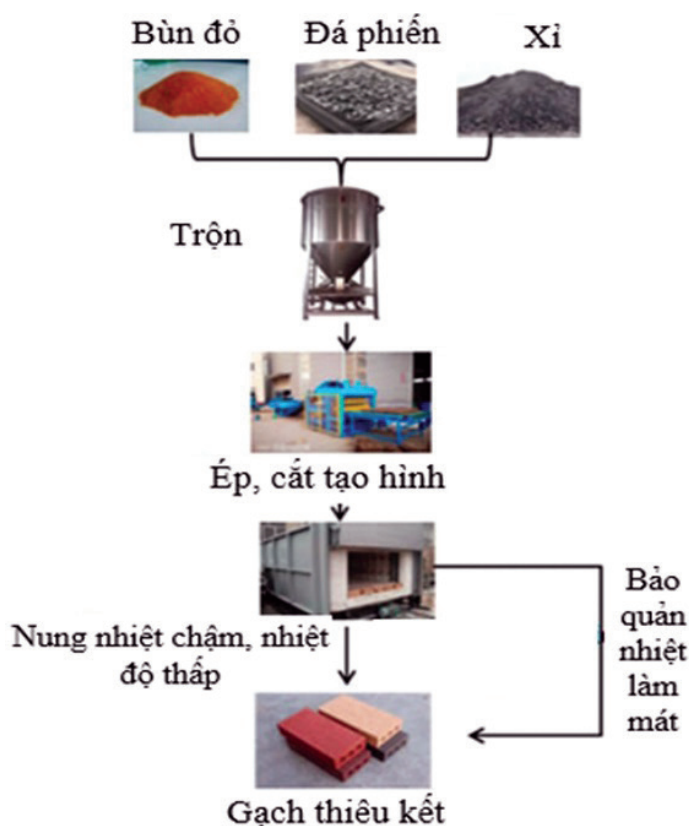 Bùn đỏ
Đá phiến
Xỉ
Trộn
Ép, cắt tạo hình
Nung nhiệt chậm, nhiệt
độ thấp
Bảo
quản
nhiệt
làm
mát
Gạch thiêu kết